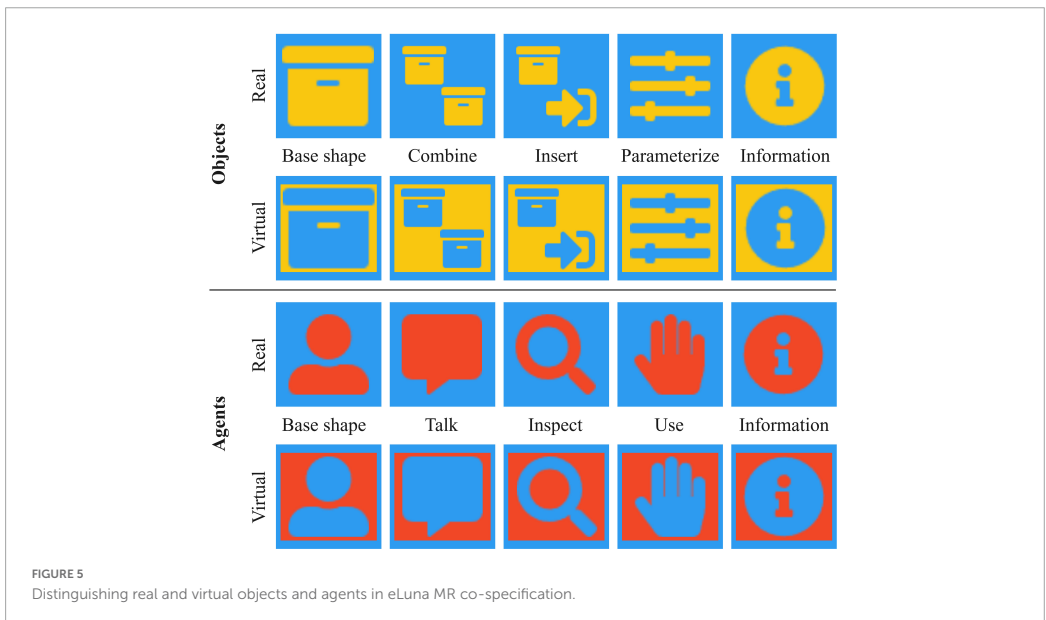 Objects
Real
Base shape Combine Insert Parameterize Information
Virtual
Agents
Real
Base shape Talk Inspect Use Information
Virtual
FIGURE 5
Distinguishing real and virtual objects and agents in eLuna MR co-specification.